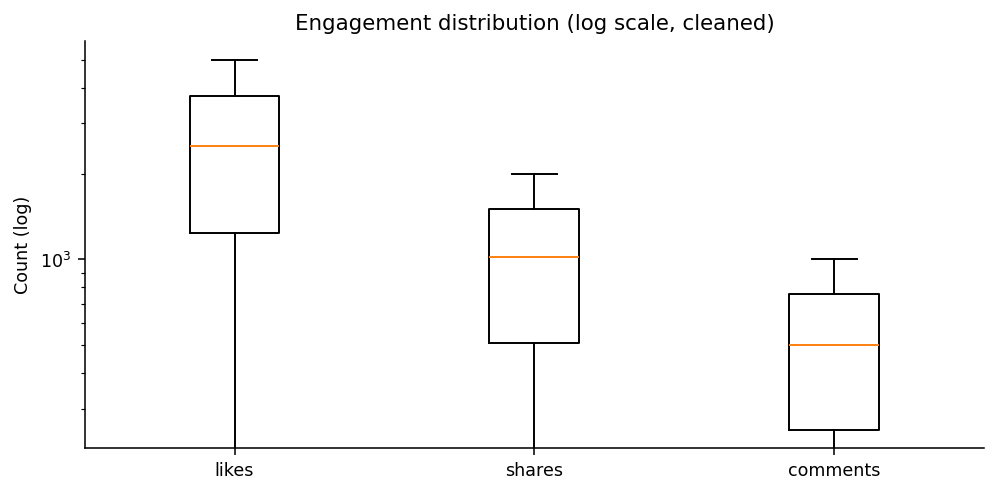 Engagement distribution (log scale, cleaned)
Count (log)
10³
likes shares comments